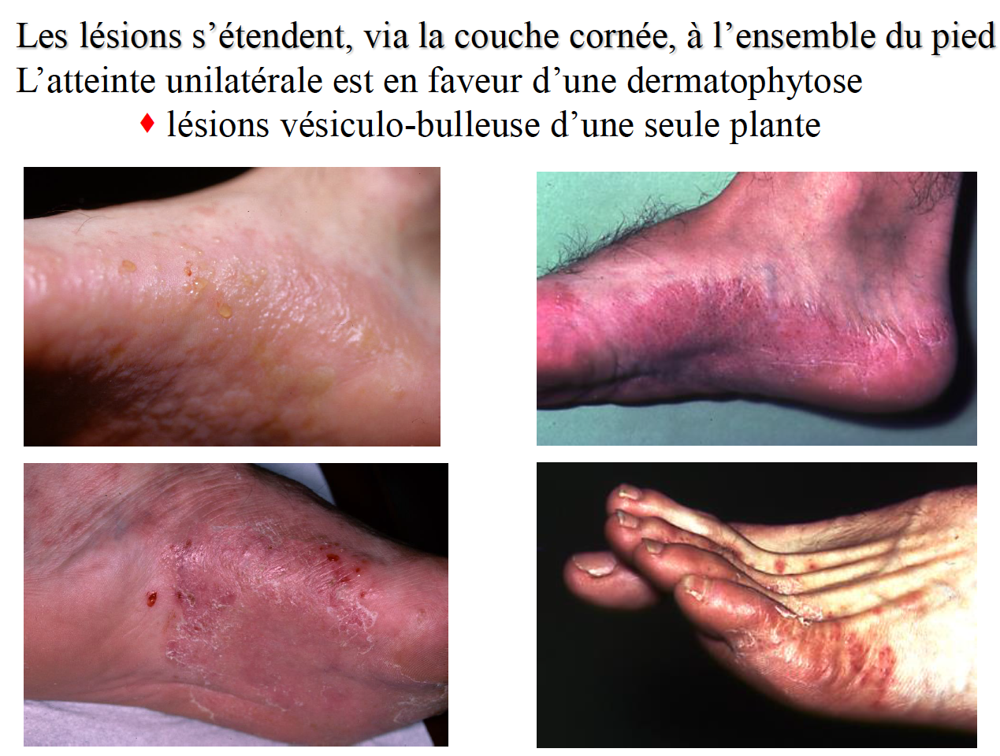 Les lésions s’étendent, via la couche cornée, à l’ensemble du pied
L’atteinte unilatérale est en faveur d’une dermatophytose
♦ lésions vésiculo-bulleuse d’une seule plante